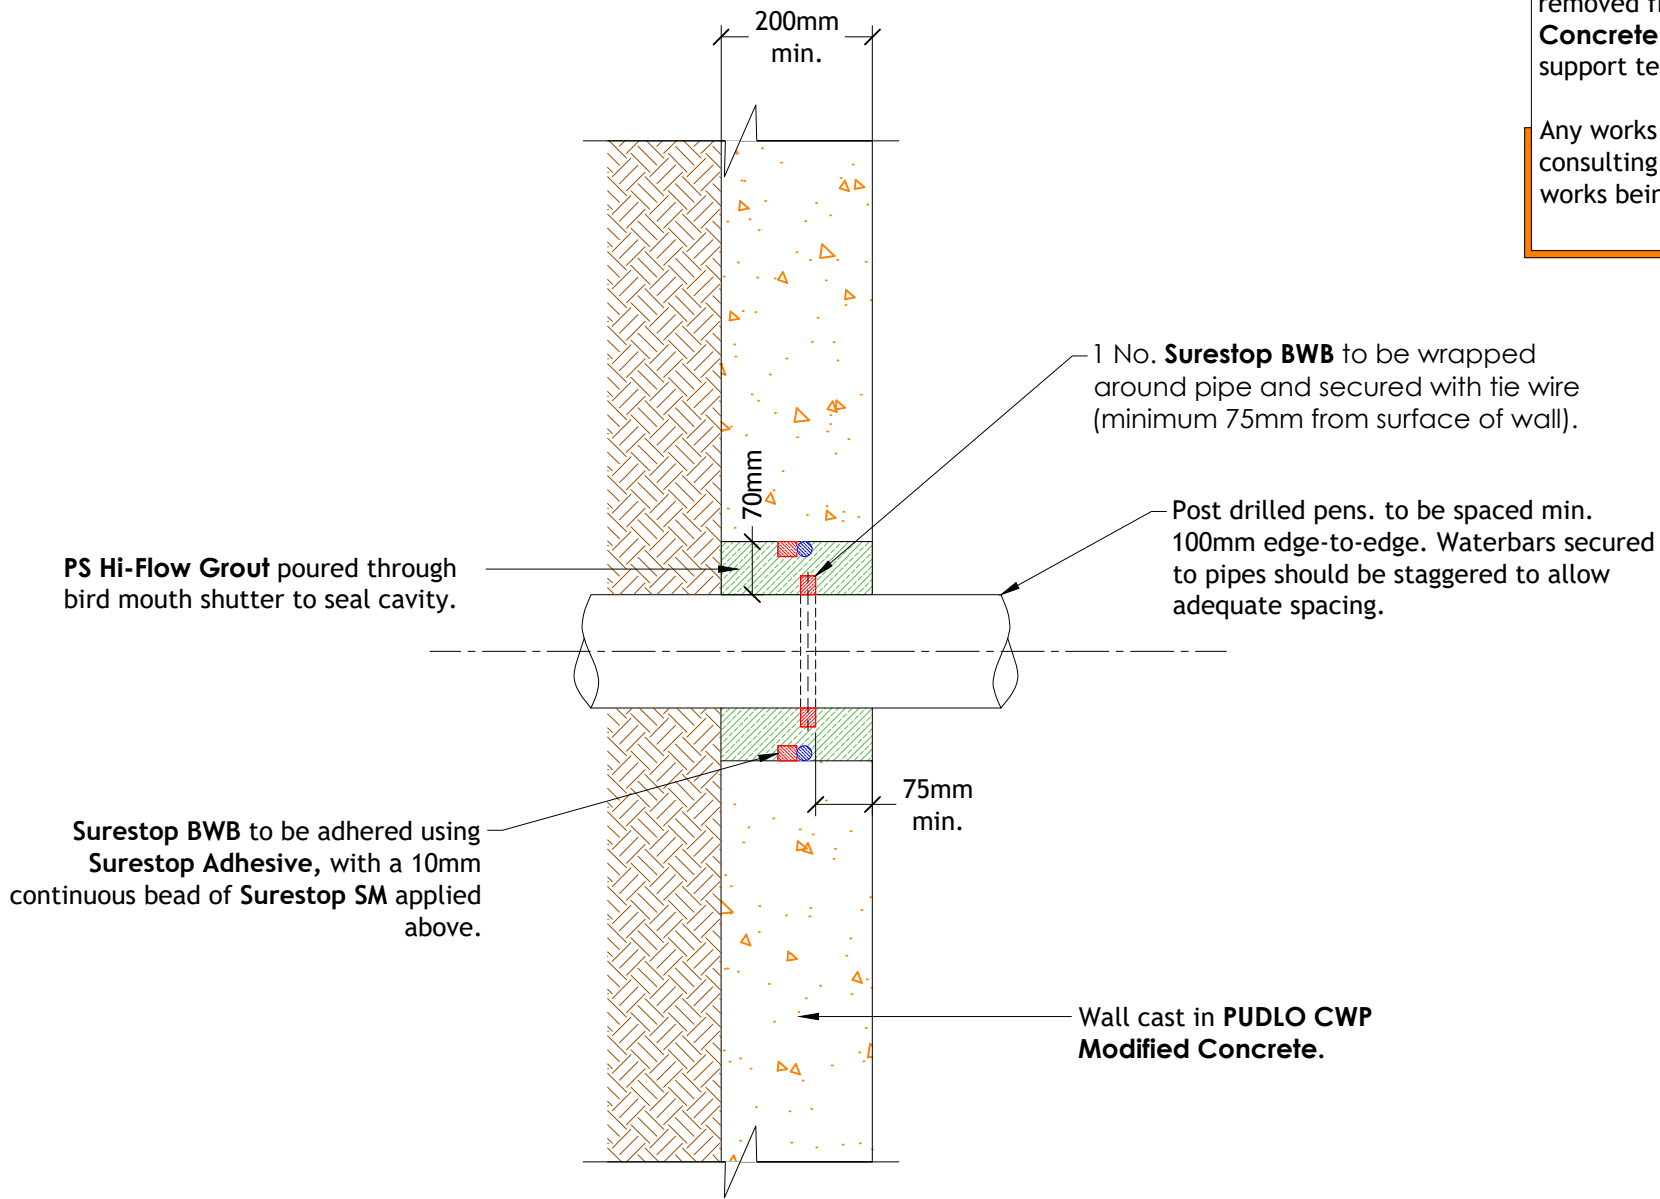 200mm
min.
removed
Concrete
support
Any works
consulting
works
1 No. Surestop BWB to be wrapped
around pipe and secured with tie wire
(minimum 75mm from surface of wall).
70mm
Post drilled pens. to be spaced min.
100mm edge-to-edge. Waterbars secured
to pipes should be staggered to allow
adequate spacing.
PS Hi-Flow Grout poured through
bird mouth shutter to seal cavity.
75mm
min.
Surestop BWB to be adhered using
Surestop Adhesive, with a 10mm
continuous bead of Surestop SM applied
above.
Wall cast in PUDLO CWP
Modified Concrete.